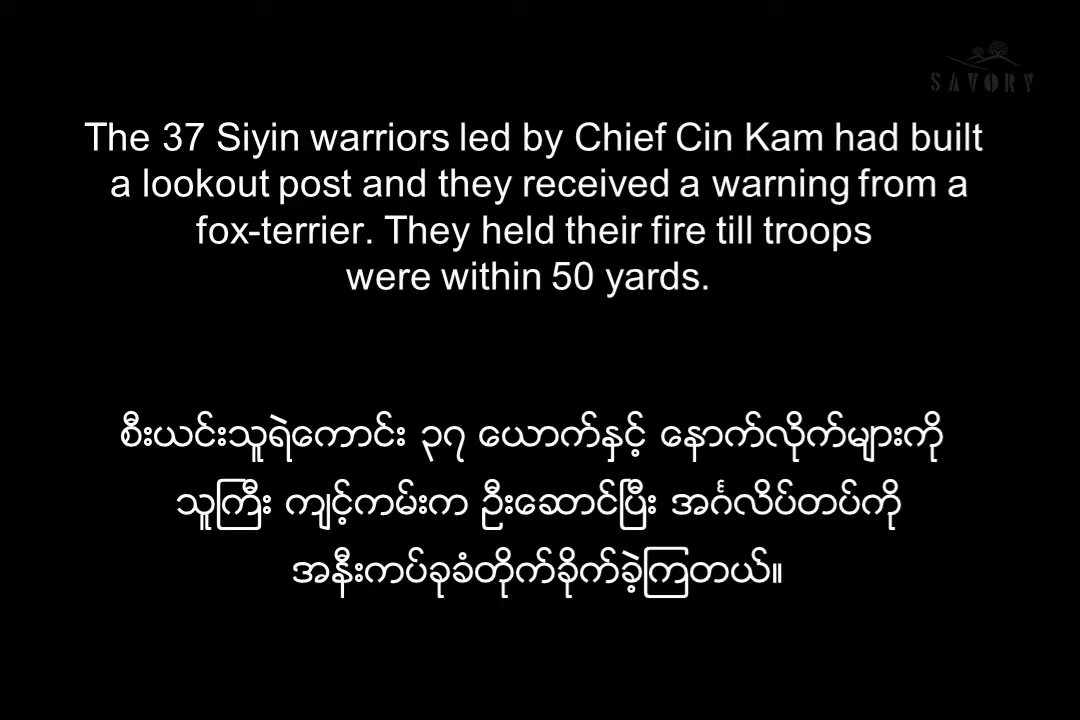 SAVORY
The 37 Siyin warriors led by Chief Cin Kam had built
a lookout post and they received a warning from a
fox-terrier. They held their fire till troops
were within 50 yards.
စီးယင်းသူရဲကောင်း ၃၇ ယောက်နှင့် နောက်လိုက်များကို
သူကြီး ကျင့်ကမ်းက ဦးဆောင်ပြီး အင်္ဂလိပ်တပ်ကို
အနီးကပ်ခုခံတိုက်ခိုက်ခဲ့ကြတယ်။